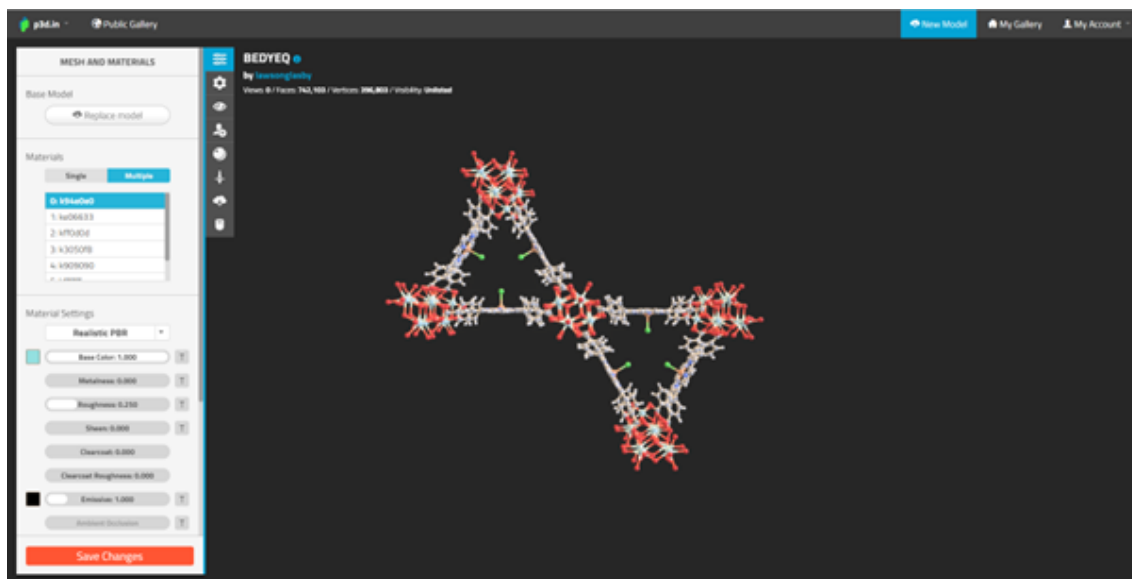 p3d.in
Public Gallery
New Model
My Gallery
My Account
MESH AND MATERIALS
Base Model
Replace model
Materials
Single
Multiple
0: k94e0e0
1: ke06633
2: kff0d0d
3: k3050f8
4: k909090
Material Settings
Realistic PBR
Base Color: 1.000
T
Metalness: 0.000
T
Roughness: 0.250
T
Sheen: 0.000
T
Clearcoat: 0.000
Clearcoat Roughness: 0.000
Emissive: 1.000
T
Ambient Occlusion
T
Save Changes
BEDYEQ
by
Views: 0 / Faces: 742,103 / Vertices: 396,803 / Visibility: Unlisted